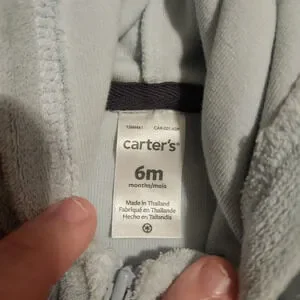 carter's®
6m
months/mois
Made in Thailand
Fabriqué en Thaïlande
Hecho en Tailandia